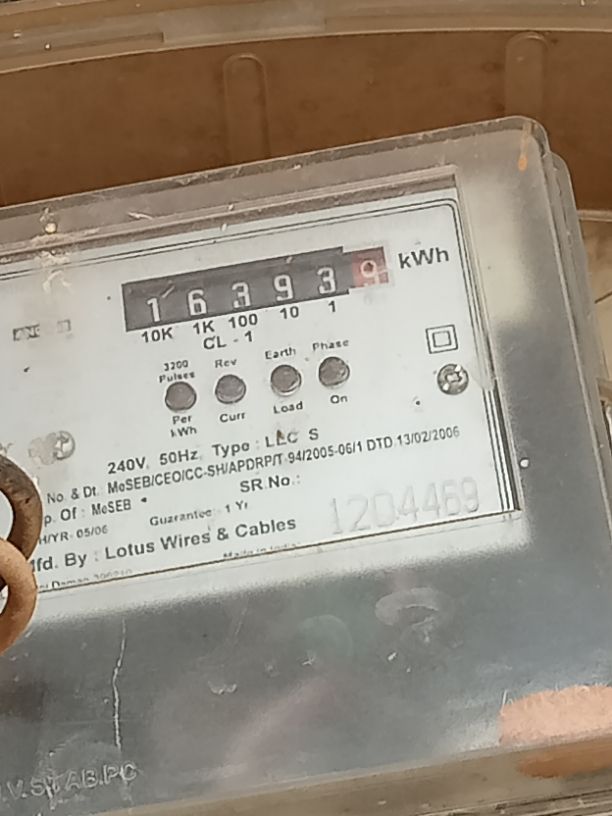 1 6 3 9 3 9 kWh
10K 1K 100 10 1
CL - 1
3200 Pulses Per kWh
Rev Curr
Earth Load
Phase On
240V, 50Hz, Type : LLC S
No. & Dt. MeSEB/CEO/CC-SH/APDRP/T-94/2005-06/1 DTD.13/02/2006
p. Of : MeSEB
SR.No.:
H/YR- 05/06 Guarantee - 1 Yr
1204469
Mfd. By : Lotus Wires & Cables
Made in India